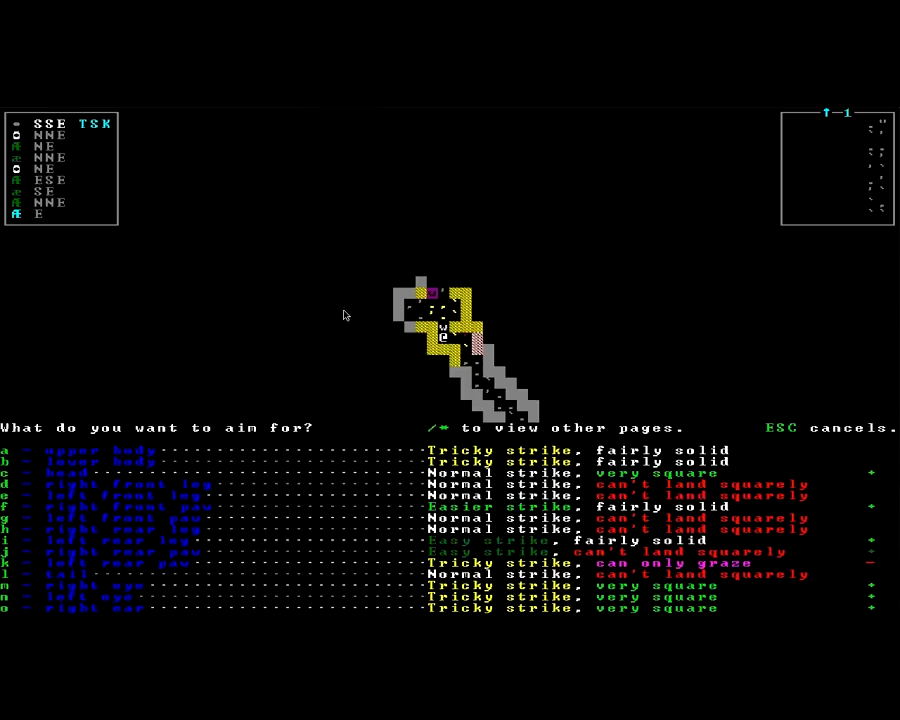 SSE TSK
NNE
NE
NNE
NE
ESE
SE
NNE
E
↑-1
What do you want to aim for? /* to view other pages. ESC cancels.
a - upper body Tricky strike, fairly solid
b - lower body Tricky strike, fairly solid
c - head Normal strike, very square +
d - right front leg Normal strike, can't land squarely
e - left front leg Normal strike, can't land squarely
f - right front paw Easier strike, fairly solid +
g - left front paw Normal strike, can't land squarely
h - right rear leg Normal strike, can't land squarely
i - left rear leg Easy strike, fairly solid +
j - right rear paw Easy strike, can't land squarely +
k - left rear paw Tricky strike, can only graze -
l - tail Normal strike, can't land squarely
m - right eye Tricky strike, very square +
n - left eye Tricky strike, very square +
o - right ear Tricky strike, very square +